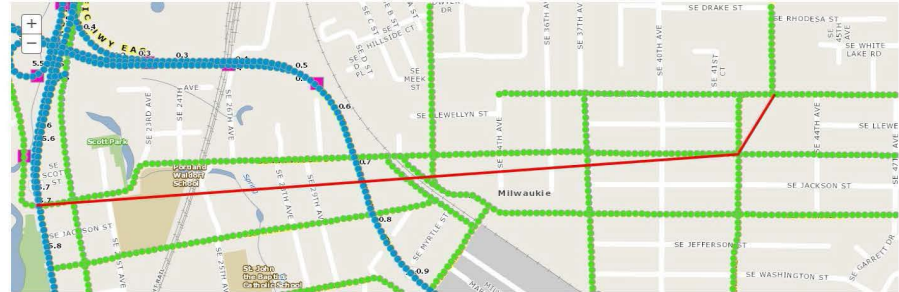 SE DRAKE ST
SE RHODESA ST
SE 45TH AVE
SE WHITE LAKE RD
SE C ST
SE B ST
SE HILLSIDE CT
SE D ST
SE D PL
DR
SE 36TH AVE
SE 37TH AVE
SE 40TH AVE
SE 41ST CT
+
−
0.4
0.3
0.3
0.5
0.6
SE MEEK ST
SE 23RD AVE
SE 24TH AVE
SE 26TH AVE
SE LLEWELLYN ST
SE 44TH AVE
SE LLEWE
SE 47TH AVE
5.5
5.6
Scott Park
SE SCOTT ST
Portland Waldorf School
Spring
SE 29TH AVE
0.7
Milwaukie
SE JACKSON ST
5.7
SE JACKSON ST
0.8
SE MYRTLE ST
SE JEFFERSON ST
SE GARRETT DR
5.8
SE 25TH AVE
St. John the Baptist Catholic School
0.9
SE WASHINGTON ST